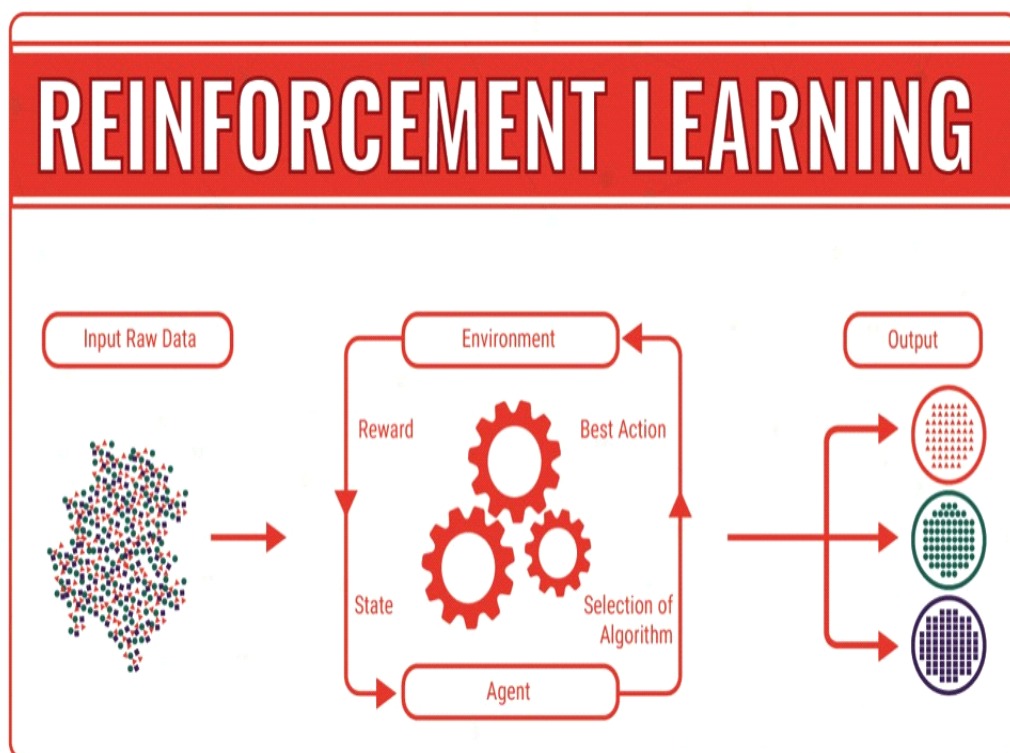 REINFORCEMENT LEARNING
Input Raw Data
Environment
Output
Reward
Best Action
State
Selection of
Algorithm
Agent